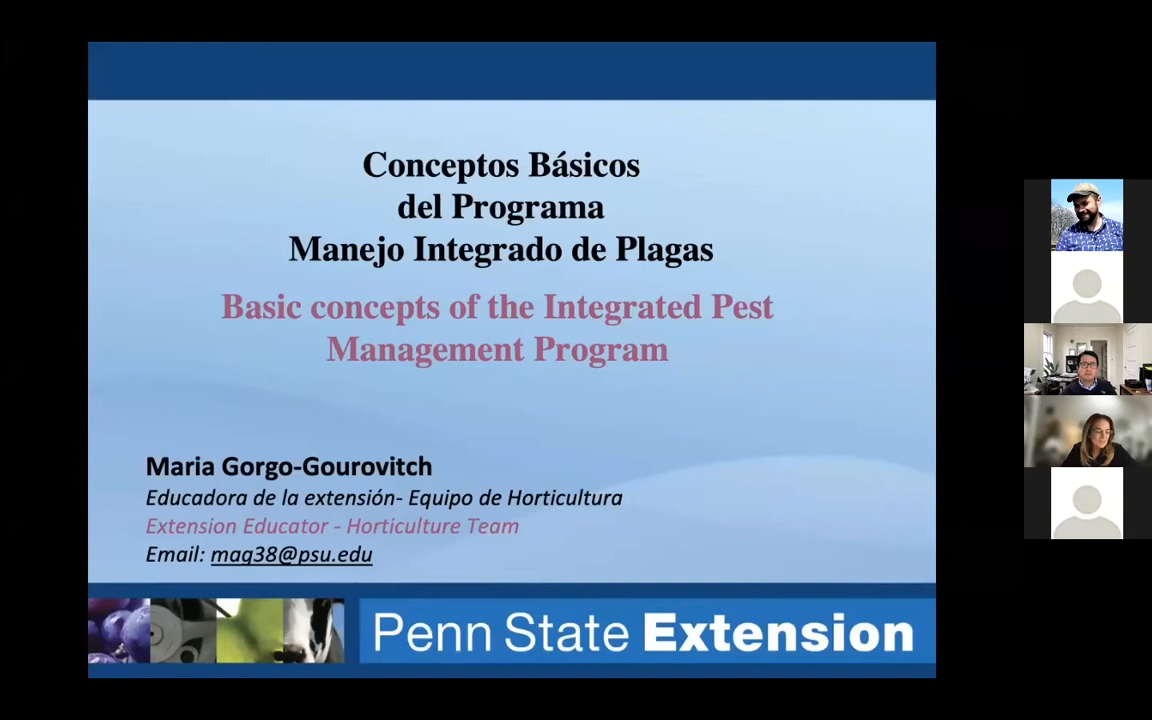 Conceptos Básicos
del Programa
Manejo Integrado de Plagas
Basic concepts of the Integrated Pest
Management Program
Maria Gorgo-Gourovitch
Educadora de la extensión- Equipo de Horticultura
Extension Educator - Horticulture Team
Email: mag38@psu.edu
Penn State Extension